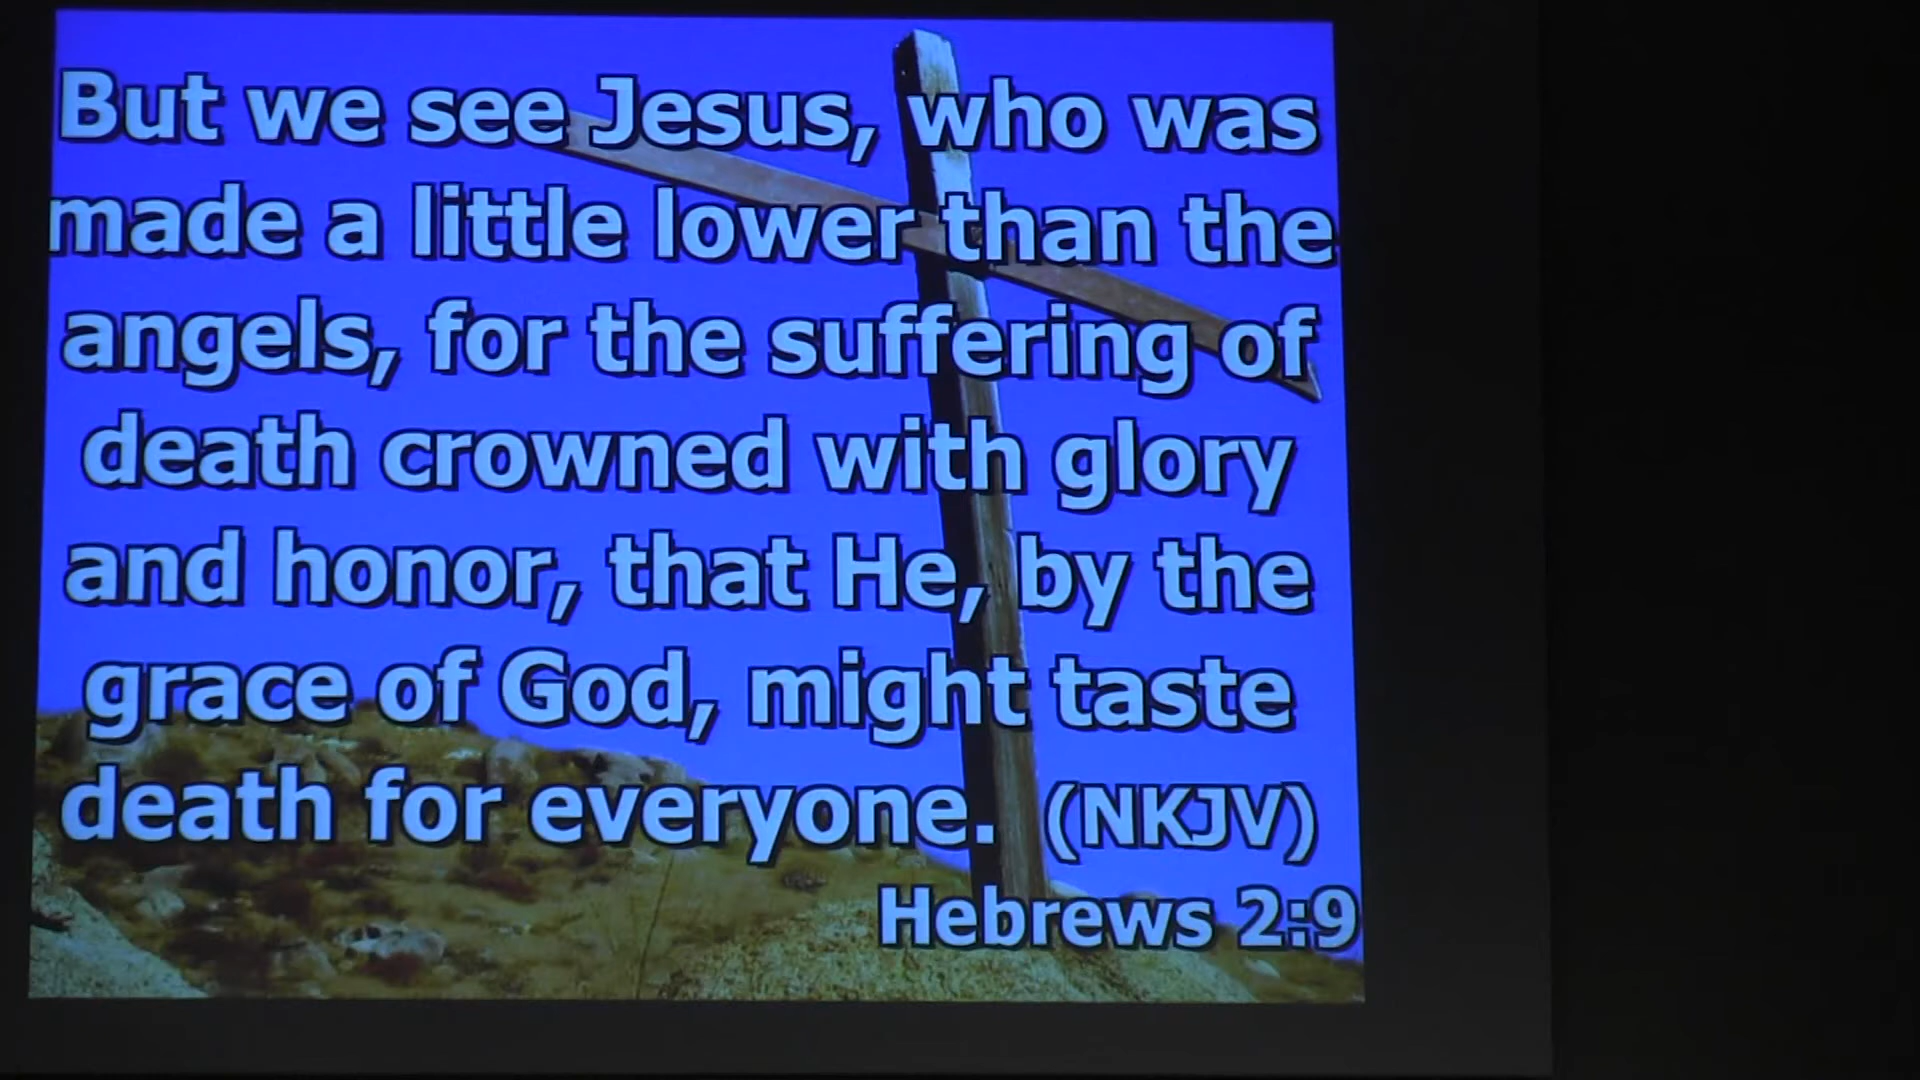 But we see Jesus, who was
made a little lower than the
angels, for the suffering of
death crowned with glory
and honor, that He, by the
grace of God, might taste
death for everyone. (NKJV)
Hebrews 2:9